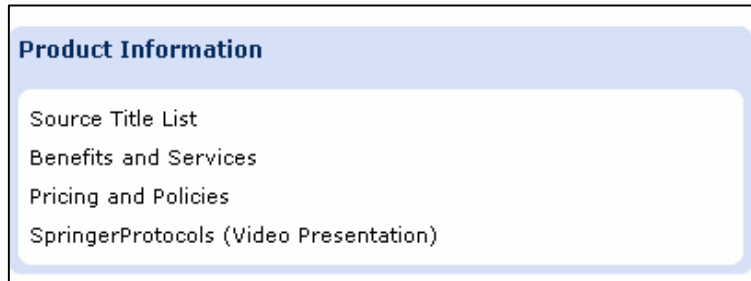 Product Information
Source Title List
Benefits and Services
Pricing and Policies
SpringerProtocols (Video Presentation)